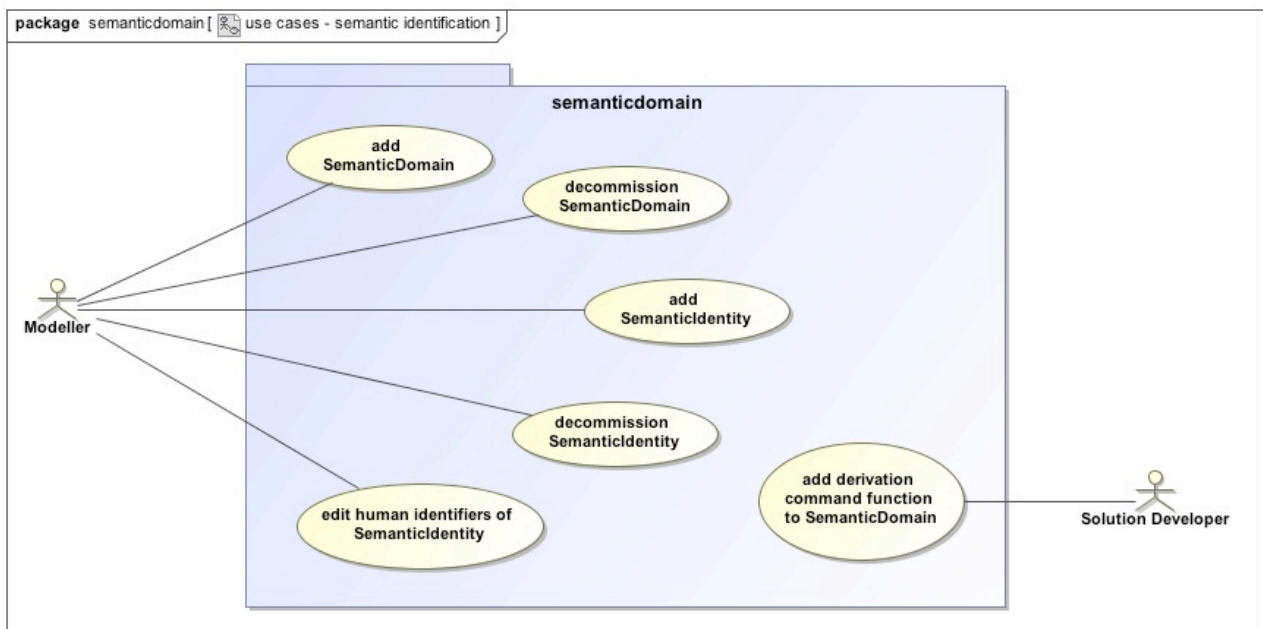 package semanticdomain [ use cases - semantic identification ]
semanticdomain
add
SemanticDomain
decommission
SemanticDomain
add
SemanticIdentity
Modeller
decommission
SemanticIdentity
add derivation
command function
to SemanticDomain
Solution Developer
edit human identifiers of
SemanticIdentity